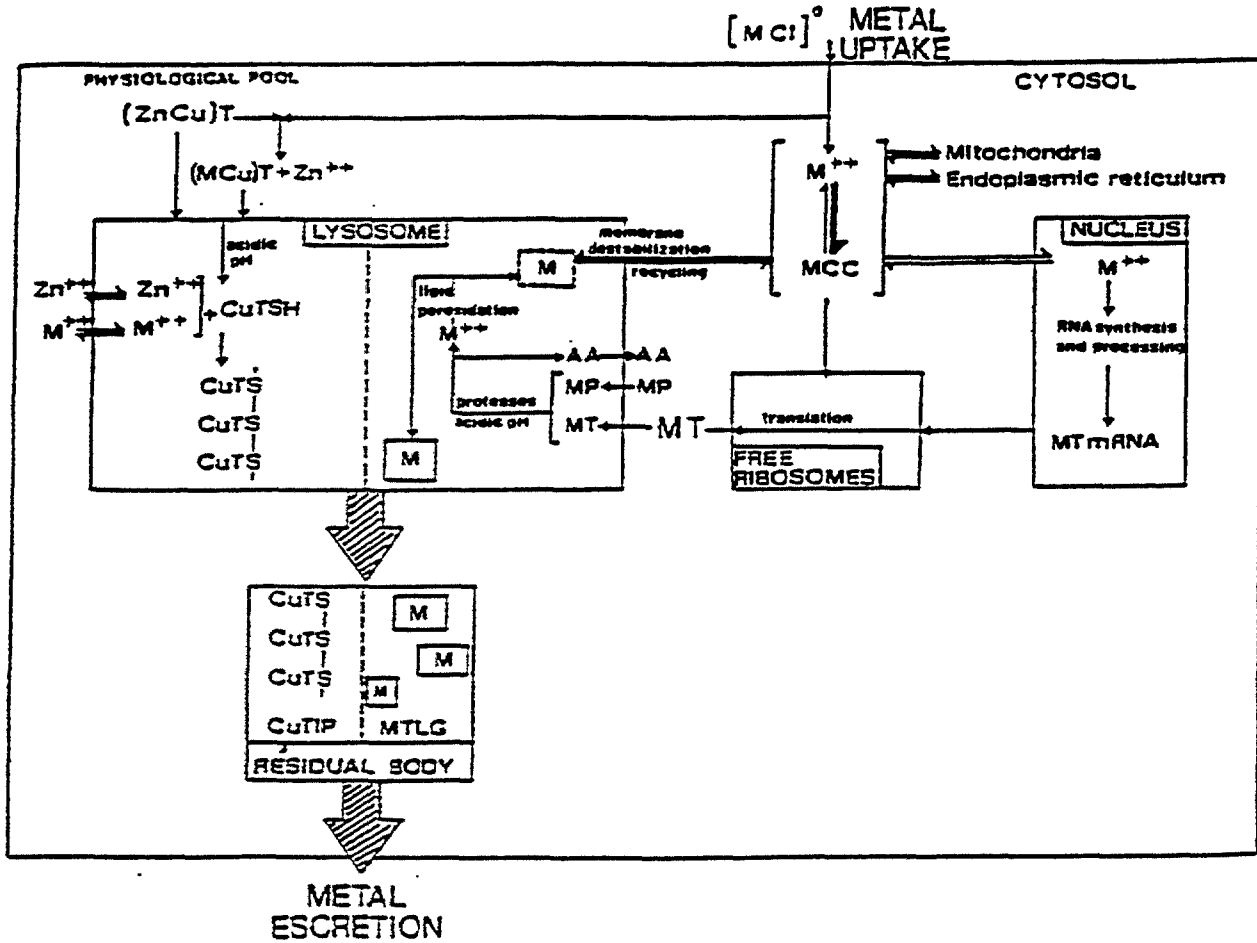 [MCl]° METAL
UPTAKE
PHYSIOLOGICAL POOL
CYTOSOL
(ZnCu)T
(MCu)T + Zn++
M++
Mitochondria
Endoplasmic reticulum
LYSOSOME
acidic
pH
membrane
destabilization
recycling
M
MCC
NUCLEUS
M++
RNA synthesis
and processing
MTmRNA
Zn++
Zn++
M++
M++
+ CuTSH
lipid
peroxidation
M++
AA
AA
MP
MP
proteases
acidic pH
MT
MT
translation
CuTS
CuTS
CuTS
M
FREE
RIBOSOMES
CuTS
CuTS
CuTS
M
M
M
CuTIP
MTLG
RESIDUAL BODY
METAL
ESCRETION